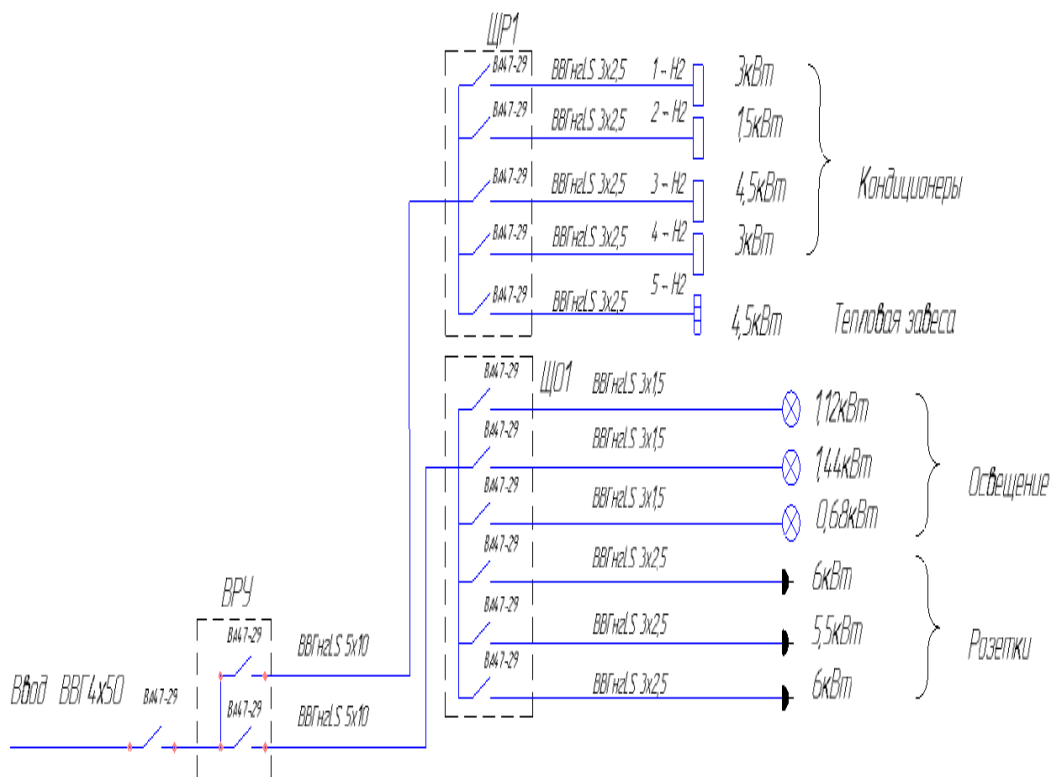 ЩР1
ВА47-29 ВВГнгLS 3х2,5 1 - Н2 3кВт
ВА47-29 ВВГнгLS 3х2,5 2 - Н2 1,5кВт
ВА47-29 ВВГнгLS 3х2,5 3 - Н2 4,5кВт
Кондиционеры
ВА47-29 ВВГнгLS 3х2,5 4 - Н2 3кВт
ВА47-29 ВВГнгLS 3х2,5 5 - Н2 4,5кВт Тепловая завеса
ЩО1
ВА47-29 ВВГнгLS 3х1,5 1,12кВт
ВА47-29 ВВГнгLS 3х1,5 1,44кВт
Освещение
ВА47-29 ВВГнгLS 3х1,5 0,68кВт
ВА47-29 ВВГнгLS 3х2,5 6кВт
ВА47-29 ВВГнгLS 3х2,5 5,5кВт
Розетки
ВА47-29 ВВГнгLS 3х2,5 6кВт
ВРУ
ВА47-29 ВВГнгLS 5х10
Ввод ВВГ4х50 ВА47-29
ВА47-29 ВВГнгLS 5х10